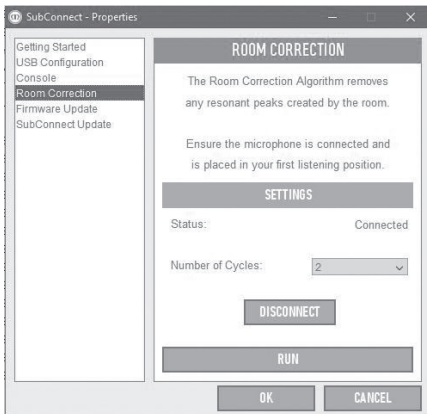 SubConnect - Properties
Getting Started
USB Configuration
Console
Room Correction
Firmware Update
SubConnect Update
ROOM CORRECTION
The Room Correction Algorithm removes
any resonant peaks created by the room.
Ensure the microphone is connected and
is placed in your first listening position.
SETTINGS
Status: Connected
Number of Cycles: 2
DISCONNECT
RUN
OK CANCEL